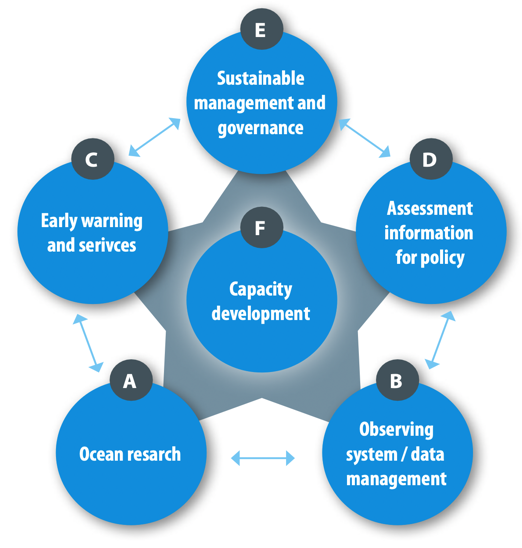 E
Sustainable
management and
governance
C
Early warning
and serivces
D
Assessment
information
for policy
F
Capacity
development
A
Ocean resarch
B
Observing
system / data
management